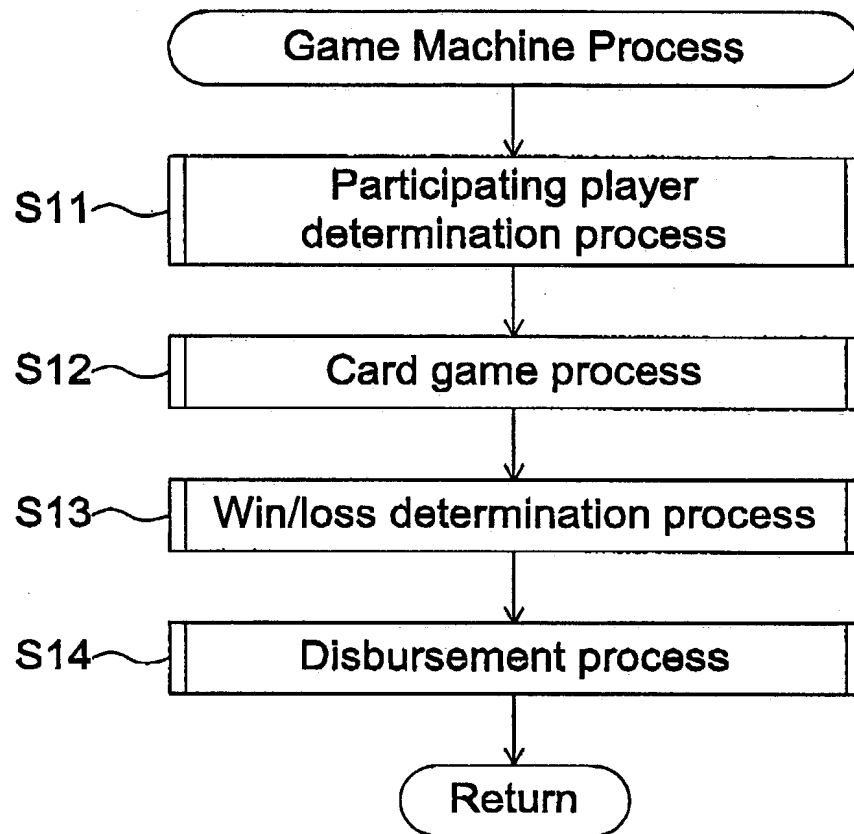 Game Machine Process
S11
Participating player
determination process
S12
Card game process
S13
Win/loss determination process
S14
Disbursement process
Return